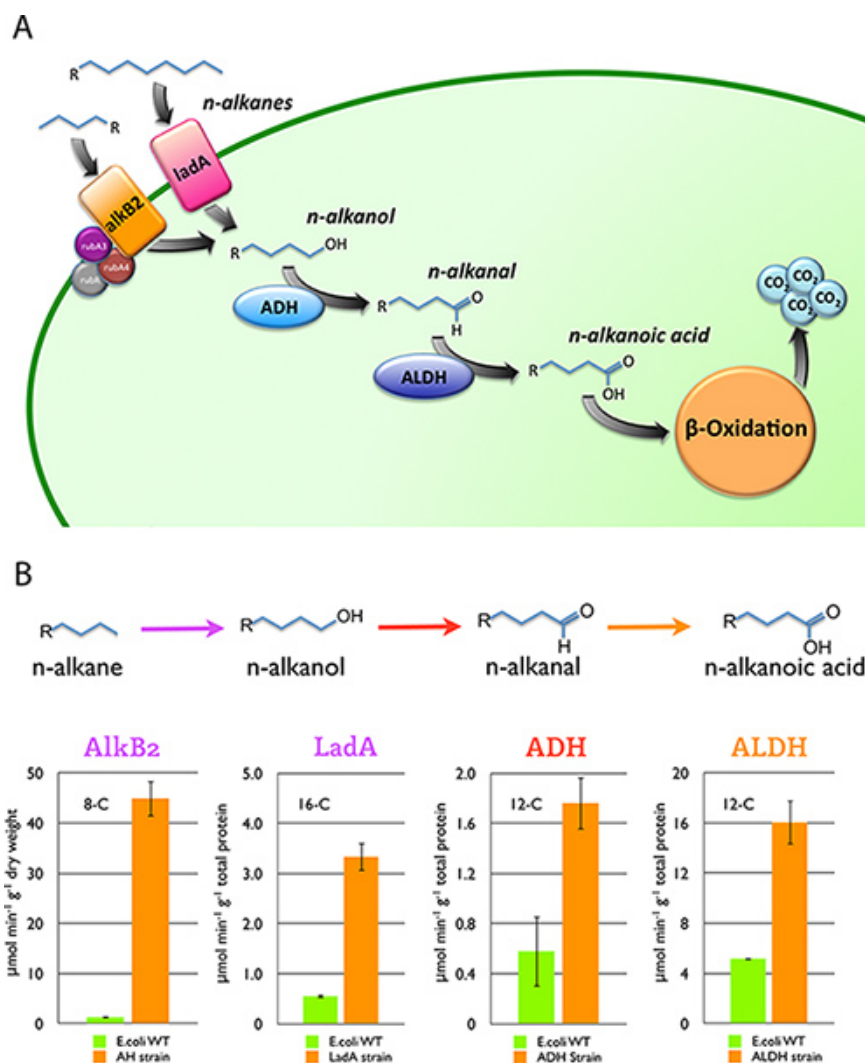 A
R
n-alkanes
R
ladA
alkB2
rubA3
rubA4
rubR
n-alkanol
R
OH
ADH
n-alkanal
R
O
H
ALDH
n-alkanoic acid
R
O
OH
β-Oxidation
CO₂
CO₂
CO₂
CO₂
B
R
n-alkane
R
OH
n-alkanol
R
O
H
n-alkanal
R
O
OH
n-alkanoic acid
AlkB2
µmol min⁻¹ g⁻¹ dry weight
50
40
30
20
10
0
8-C
E.coli WT
AH strain
LadA
µmol min⁻¹ g⁻¹ total protein
5.0
4.0
3.0
2.0
1.0
0
16-C
E.coli WT
LadA strain
ADH
µmol min⁻¹ g⁻¹ total protein
2.0
1.6
1.2
0.8
0.4
0
12-C
E.coli WT
ADH Strain
ALDH
µmol min⁻¹ g⁻¹ total protein
20
16
12
8
4
0
12-C
E.coli WT
ALDH strain